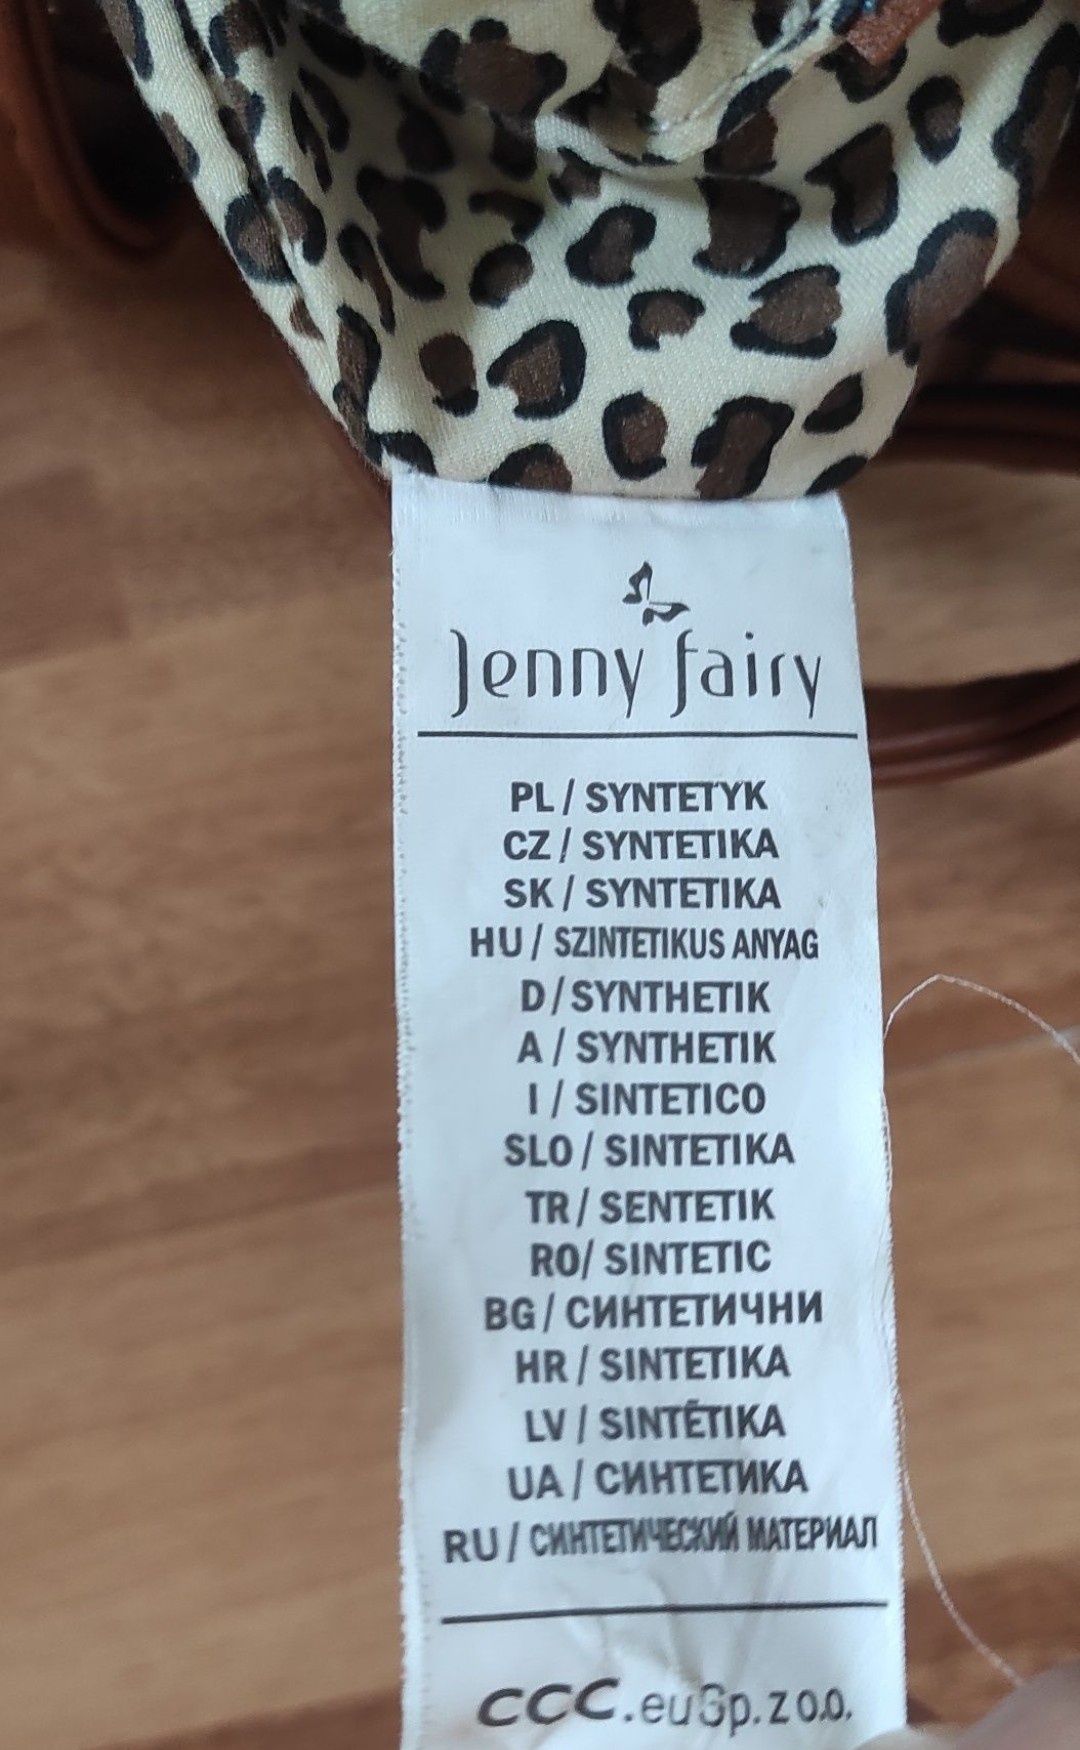 Jenny fairy
PL / SYNTETYK
CZ / SYNTETIKA
SK / SYNTETIKA
HU / SZINTETIKUS ANYAG
D / SYNTHETIK
A / SYNTHETIK
I / SINTETICO
SLO / SINTETIKA
TR / SENTETIK
RO/ SINTETIC
BG / СИНТЕТИЧНИ
HR / SINTETIKA
LV / SINTĒTIKA
UA / СИНТЕТИКА
RU / СИНТЕТИЧЕСКИЙ МАТЕРИАЛ
CCC.eu Sp. z o.o.